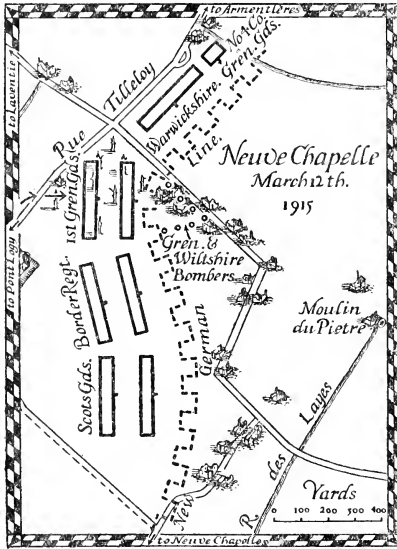 to Armentières
to Laventie
Rue Tilleloy
No 4 Co.
Gren. Gds.
Warwickshire.
Line.
Neuve Chapelle
March 12th.
1915
1st Gren. Gds.
Gren. &
Wiltshire
Bombers
to Pont Logy
Border Regt.
Moulin
du Pietre
German
Scots Gds.
R. des Layes
New
Yards
0 100 200 300 400
to Neuve Chapelle